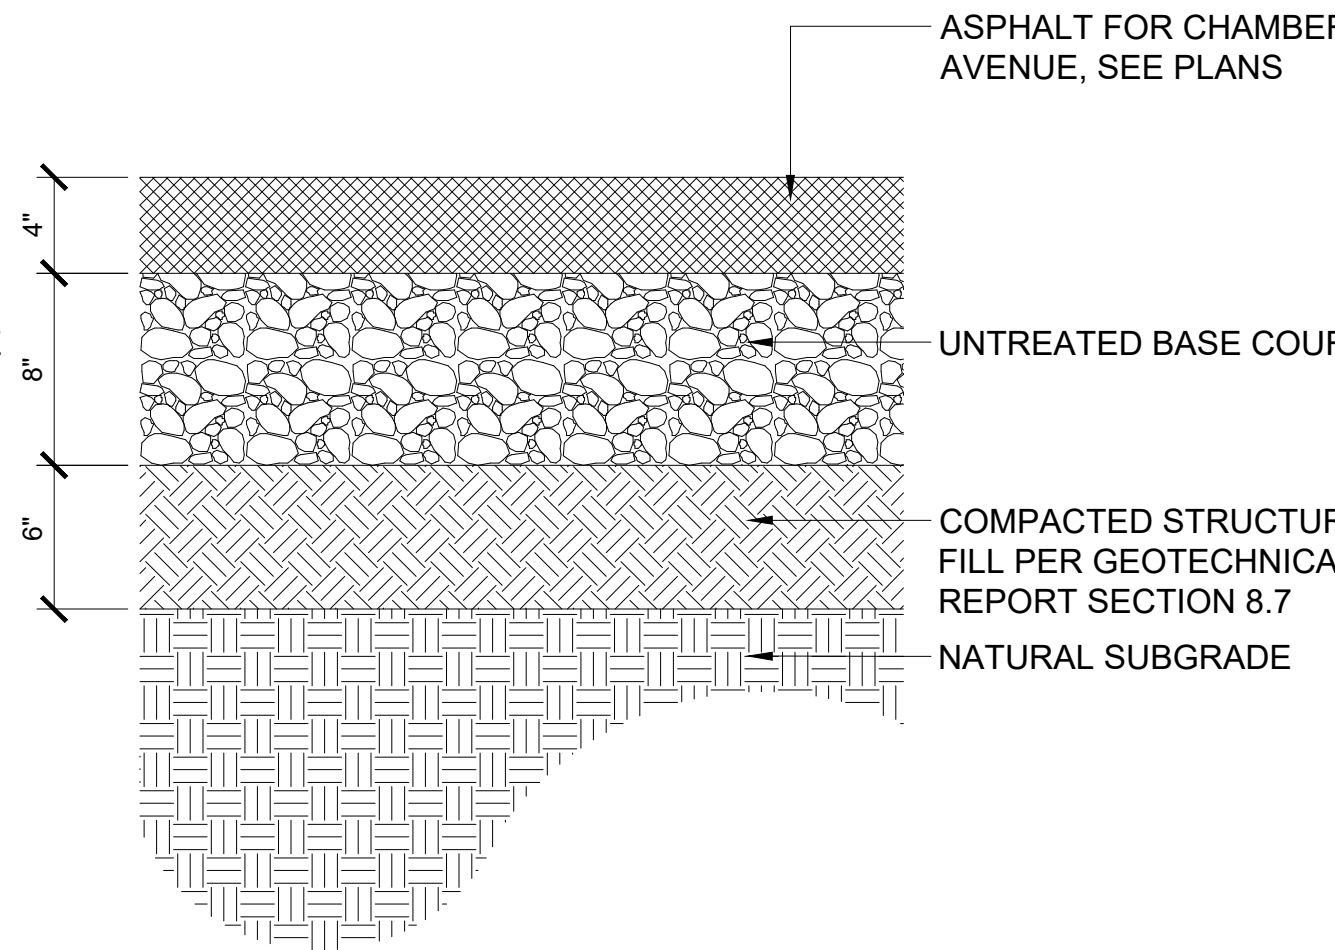 ASPHALT FOR CHAMBER
AVENUE, SEE PLANS
4"
8"
UNTREATED BASE COUR
6"
COMPACTED STRUCTUR
FILL PER GEOTECHNICA
REPORT SECTION 8.7
NATURAL SUBGRADE